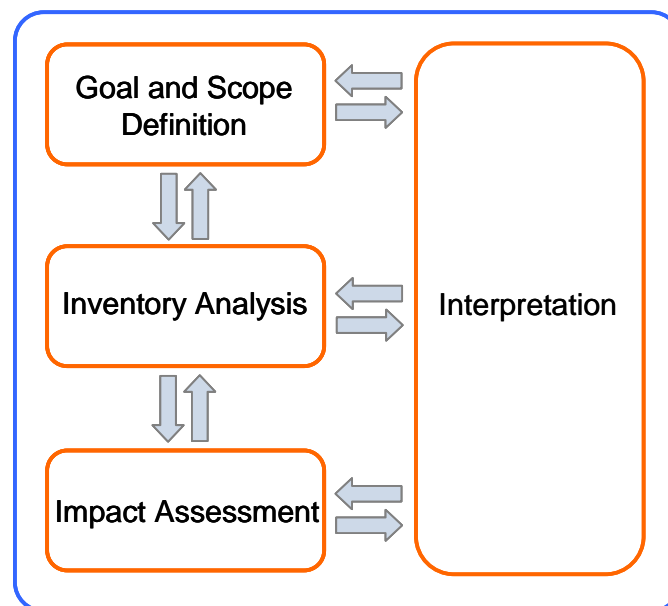 Goal and Scope
Definition
Inventory Analysis
Interpretation
Impact Assessment